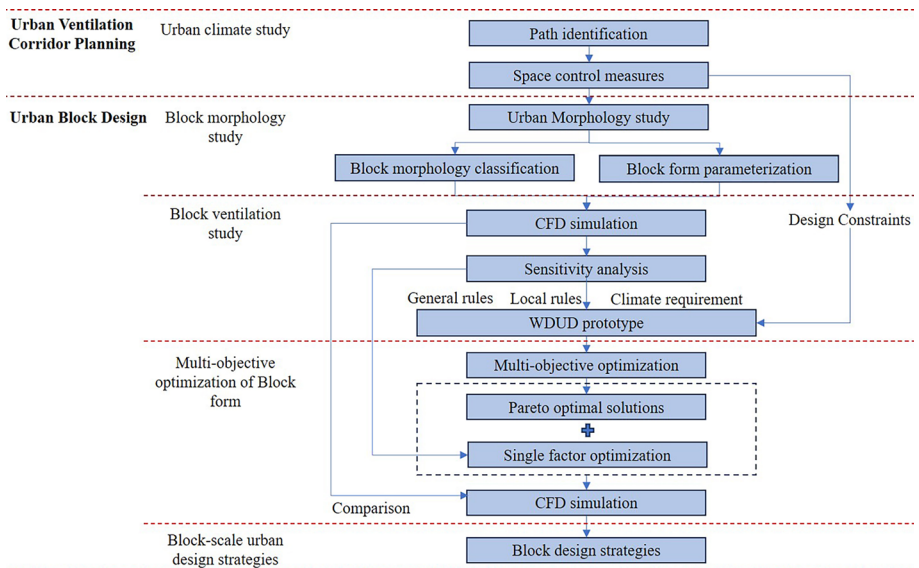 Urban Ventilation
Corridor Planning
Urban climate study
Path identification
Space control measures
Urban Block Design
Block morphology
study
Urban Morphology study
Block morphology classification
Block form parameterization
Block ventilation
study
CFD simulation
Design Constraints
Sensitivity analysis
General rules
Local rules
Climate requirement
WDUD prototype
Multi-objective
optimization of Block
form
Multi-objective optimization
Pareto optimal solutions
Single factor optimization
CFD simulation
Comparison
Block-scale urban
design strategies
Block design strategies